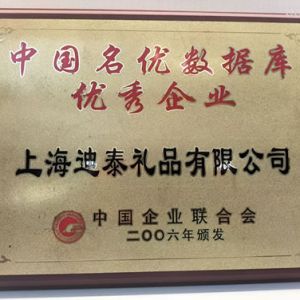 中国名优数据库
优秀企业
上海迪泰礼品有限公司
中国企业联合会
二〇〇六年颁发